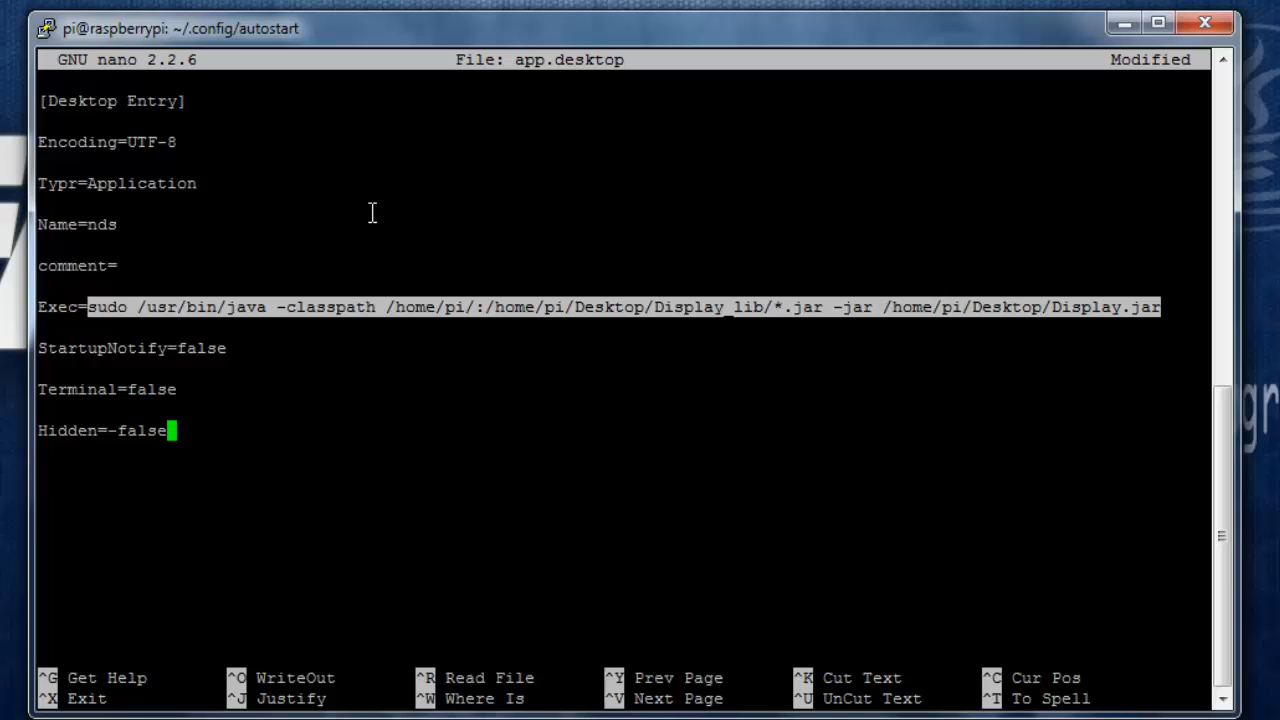 pi@raspberrypi: ~/.config/autostart
GNU nano 2.2.6 File: app.desktop Modified
[Desktop Entry]
Encoding=UTF-8
Typr=Application
Name=nds
comment=
Exec=sudo /usr/bin/java -classpath /home/pi/:/home/pi/Desktop/Display_lib/*.jar -jar /home/pi/Desktop/Display.jar
StartupNotify=false
Terminal=false
Hidden=-false
^G Get Help ^O WriteOut ^R Read File ^Y Prev Page ^K Cut Text ^C Cur Pos
^X Exit ^J Justify ^W Where Is ^V Next Page ^U UnCut Text ^T To Spell